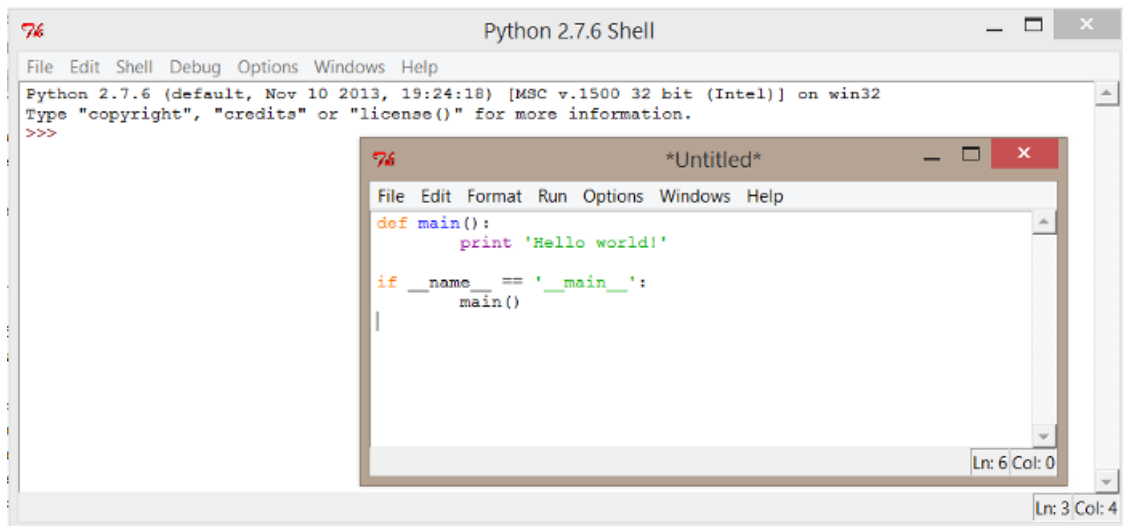 Python 2.7.6 Shell
File Edit Shell Debug Options Windows Help
Python 2.7.6 (default, Nov 10 2013, 19:24:18) [MSC v.1500 32 bit (Intel)] on win32
Type "copyright", "credits" or "license()" for more information.
>>>
*Untitled*
File Edit Format Run Options Windows Help
def main():
        print 'Hello world!'

if __name__ == '__main__':
        main()
Ln: 6 Col: 0
Ln: 3 Col: 4